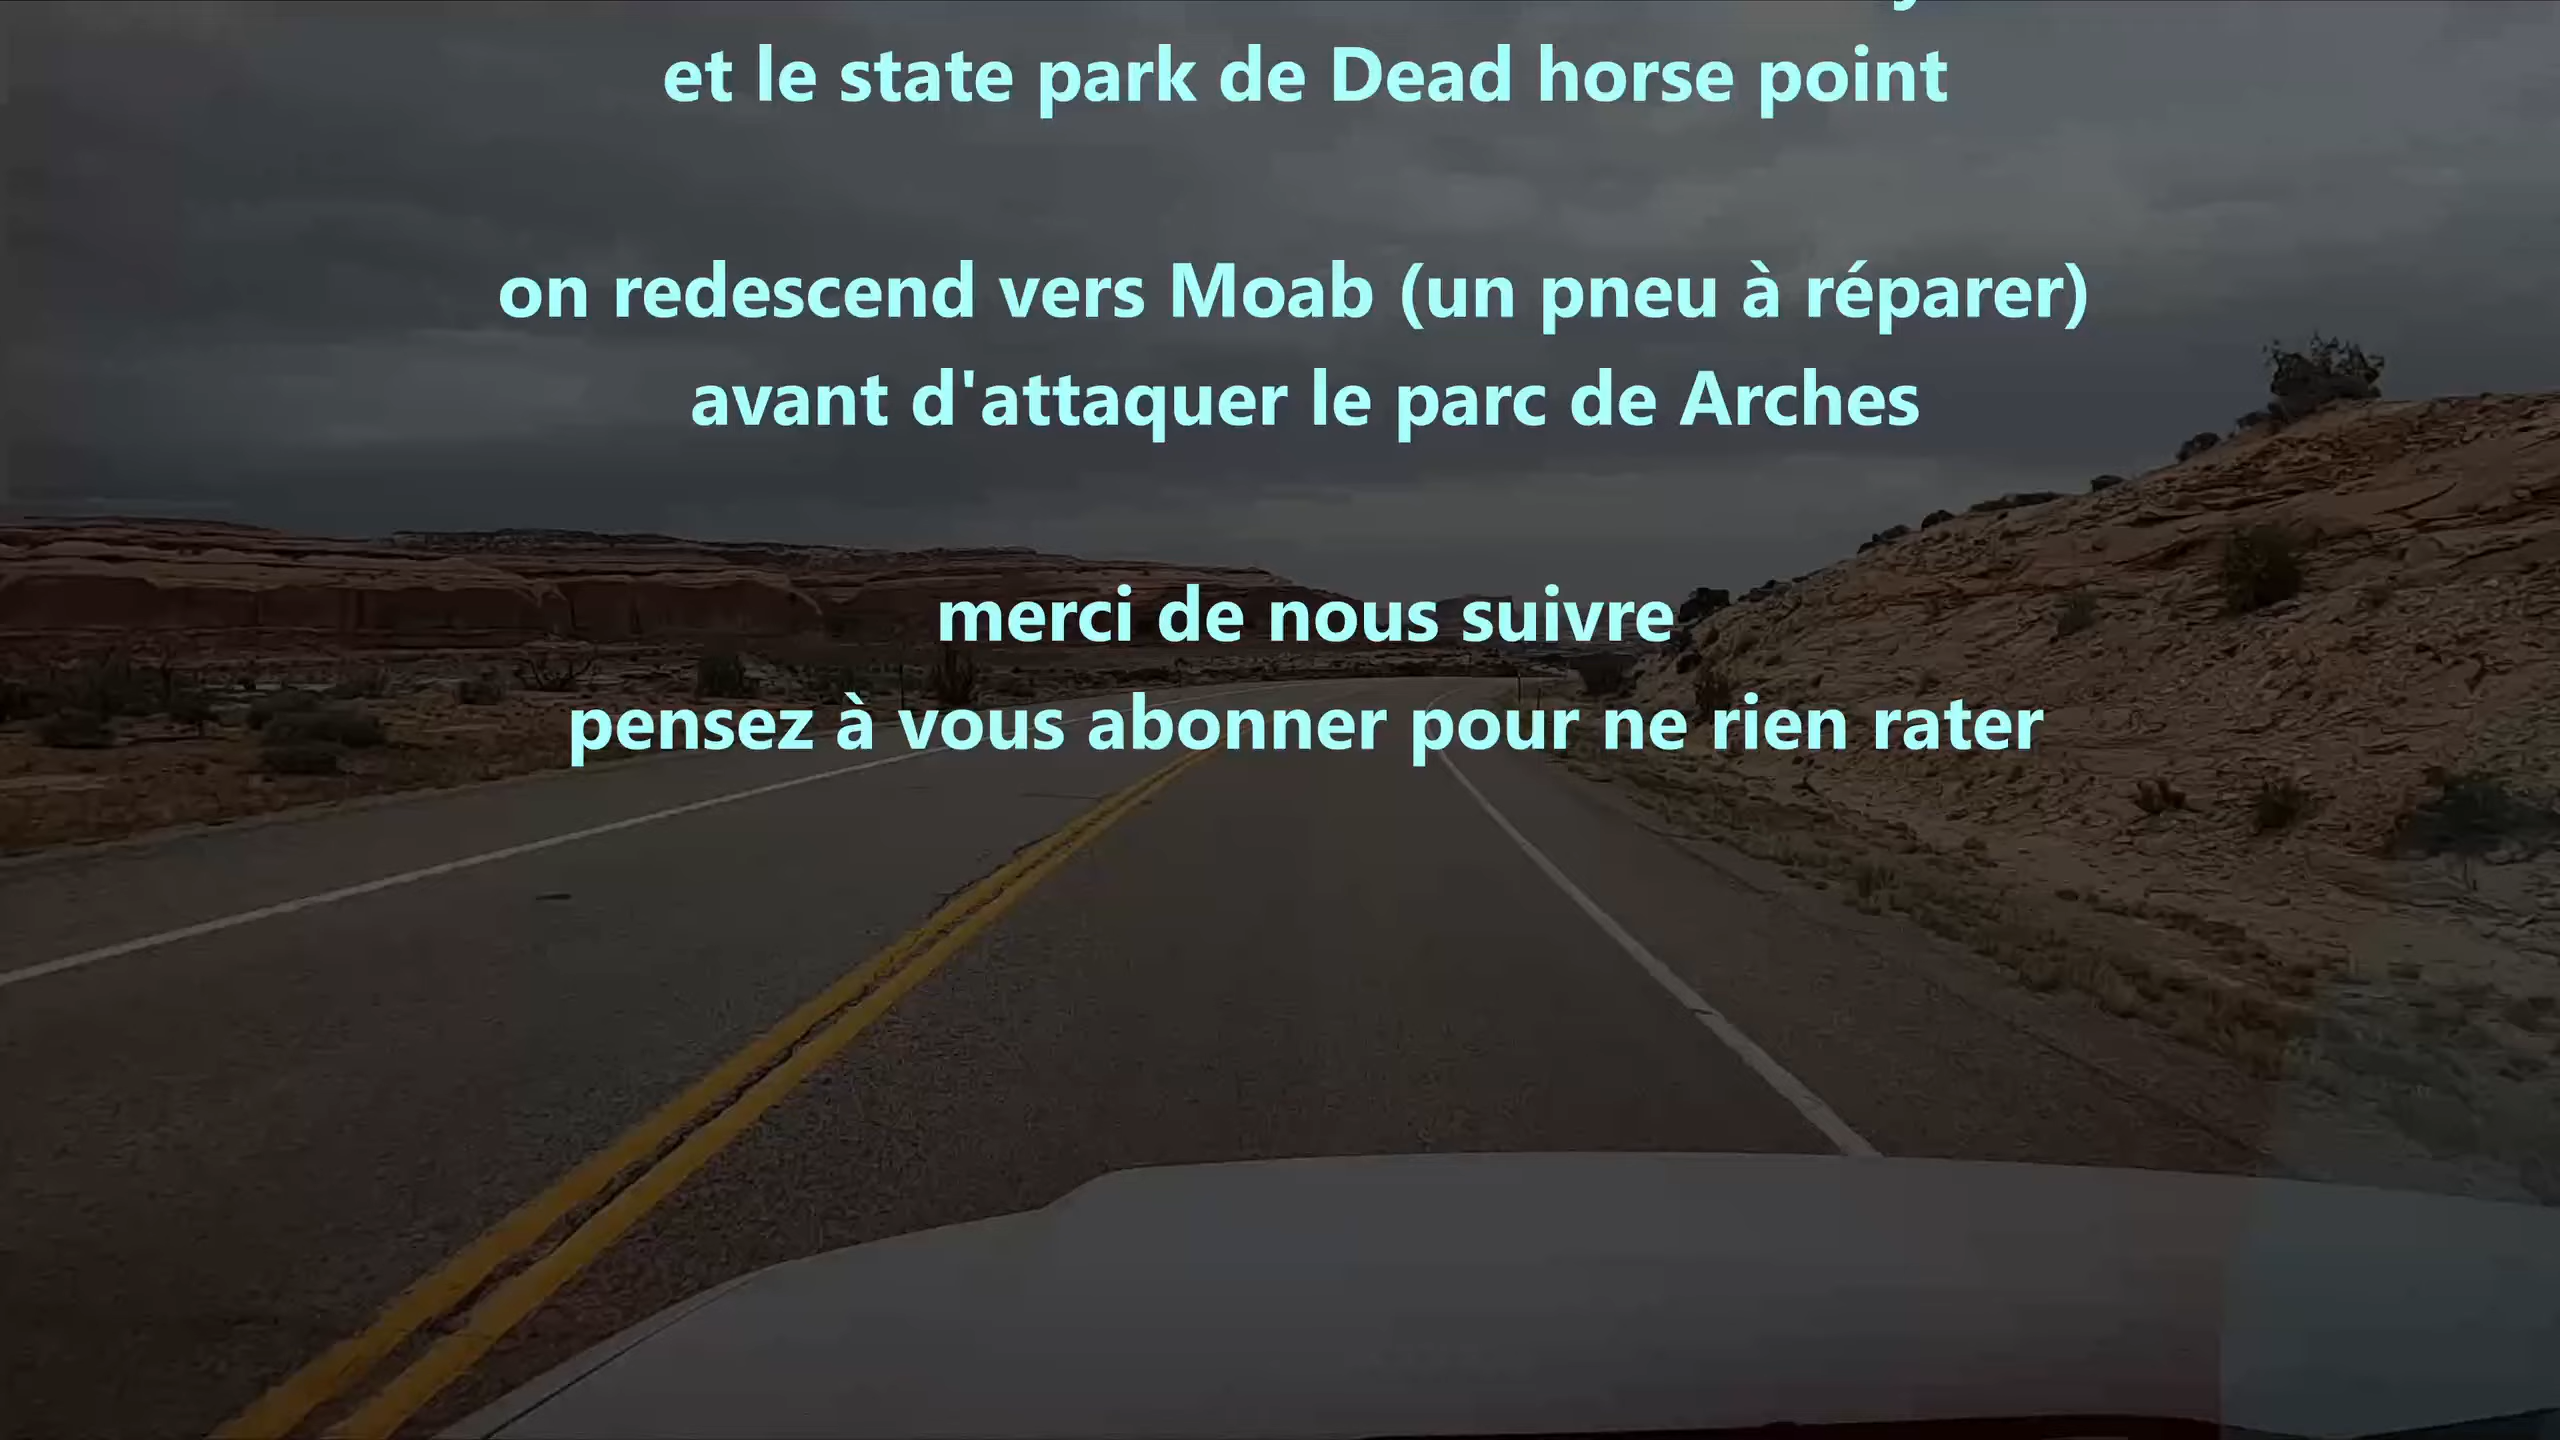 et le state park de Dead horse point
on redescend vers Moab (un pneu à réparer)
avant d'attaquer le parc de Arches
merci de nous suivre
pensez à vous abonner pour ne rien rater